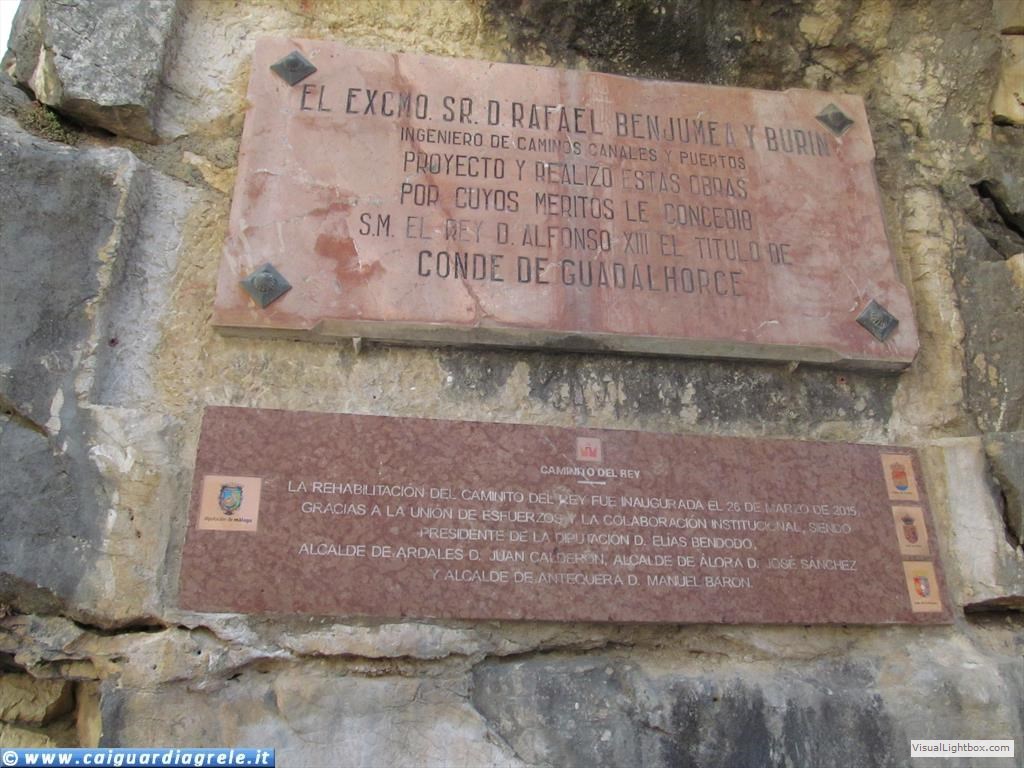 EL EXCMO. SR. D. RAFAEL BENJUMEA Y BURIN
INGENIERO DE CAMINOS CANALES Y PUERTOS
PROYECTO Y REALIZO ESTAS OBRAS
POR CUYOS MERITOS LE CONCEDIO
S.M. EL REY D. ALFONSO XIII EL TITULO DE
CONDE DE GUADALHORCE
CAMINITO DEL REY
LA REHABILITACIÓN DEL CAMINITO DEL REY FUE INAUGURADA EL 26 DE MARZO DE 2015,
GRACIAS A LA UNIÓN DE ESFUERZOS Y LA COLABORACIÓN INSTITUCIONAL, SIENDO
PRESIDENTE DE LA DIPUTACIÓN D. ELÍAS BENDODO,
ALCALDE DE ARDALES D. JUAN CALDERÓN, ALCALDE DE ÁLORA D. JOSÉ SÁNCHEZ
Y ALCALDE DE ANTEQUERA D. MANUEL BARÓN.
diputación de málaga
© www.caiguardiagrele.it
VisualLightbox.com